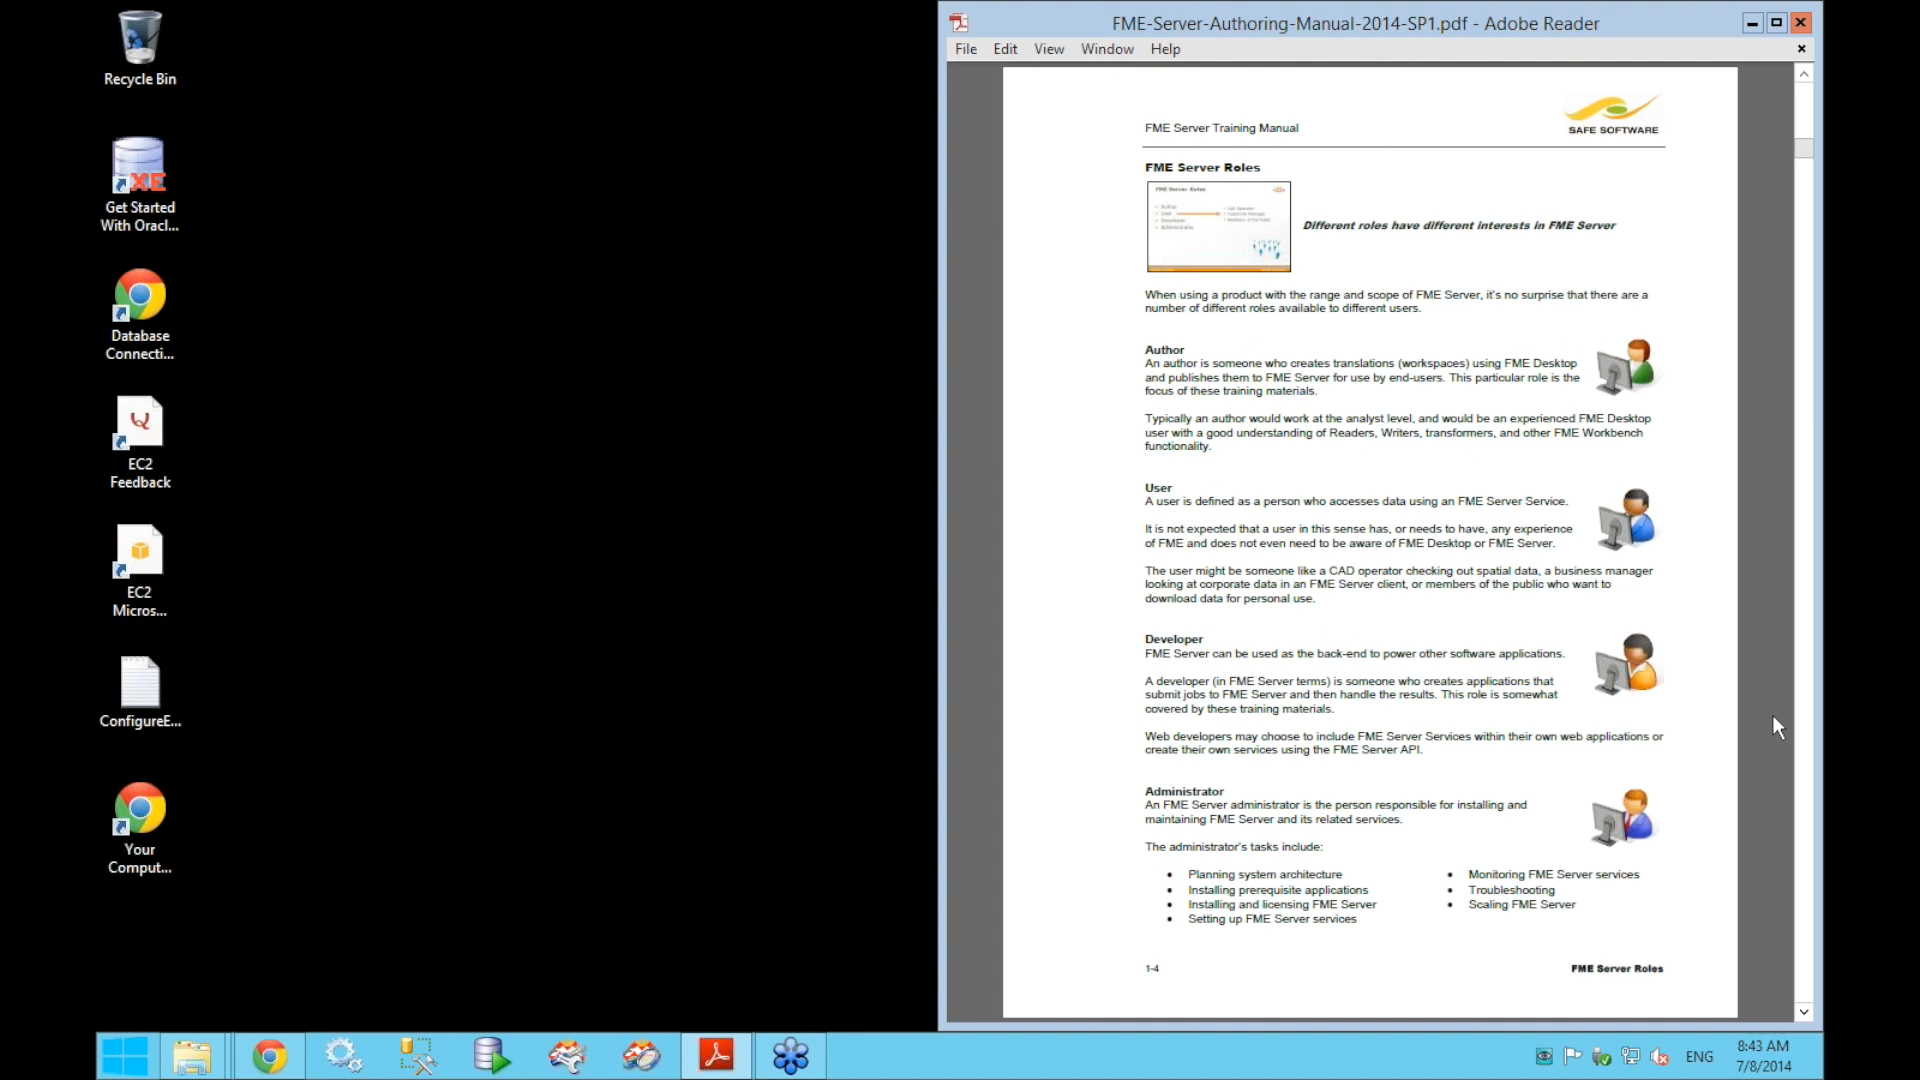 Recycle Bin
Get Started
With Oracl...
Database
Connecti...
EC2
Feedback
EC2
Micros...
ConfigureE...
Your
Comput...
FME-Server-Authoring-Manual-2014-SP1.pdf - Adobe Reader
File Edit View Window Help
FME Server Training Manual
SAFE SOFTWARE
FME Server Roles
FME Server Roles
Author
User
Developer
Administrator
Different roles have different interests in FME Server
When using a product with the range and scope of FME Server, it's no surprise that there are a
number of different roles available to different users.
Author
An author is someone who creates translations (workspaces) using FME Desktop
and publishes them to FME Server for use by end-users. This particular role is the
focus of these training materials.
Typically an author would work at the analyst level, and would be an experienced FME Desktop
user with a good understanding of Readers, Writers, transformers, and other FME Workbench
functionality.
User
A user is defined as a person who accesses data using an FME Server Service.
It is not expected that a user in this sense has, or needs to have, any experience
of FME and does not even need to be aware of FME Desktop or FME Server.
The user might be someone like a CAD operator checking out spatial data, a business manager
looking at corporate data in an FME Server client, or members of the public who want to
download data for personal use.
Developer
FME Server can be used as the back-end to power other software applications.
A developer (in FME Server terms) is someone who creates applications that
submit jobs to FME Server and then handle the results. This role is somewhat
covered by these training materials.
Web developers may choose to include FME Server Services within their own web applications or
create their own services using the FME Server API.
Administrator
An FME Server administrator is the person responsible for installing and
maintaining FME Server and its related services.
The administrator's tasks include:
• Planning system architecture
• Installing prerequisite applications
• Installing and licensing FME Server
• Setting up FME Server services
• Monitoring FME Server services
• Troubleshooting
• Scaling FME Server
1-4 FME Server Roles
ENG
8:43 AM
7/8/2014